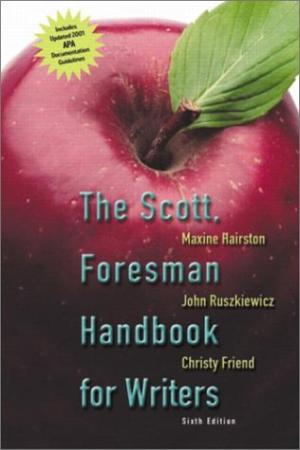 Includes
Updated 2001
APA
Documentation
Guidelines
The Scott,
Maxine Hairston
Foresman
John Ruszkiewicz
Handbook
Christy Friend
for Writers
Sixth Edition